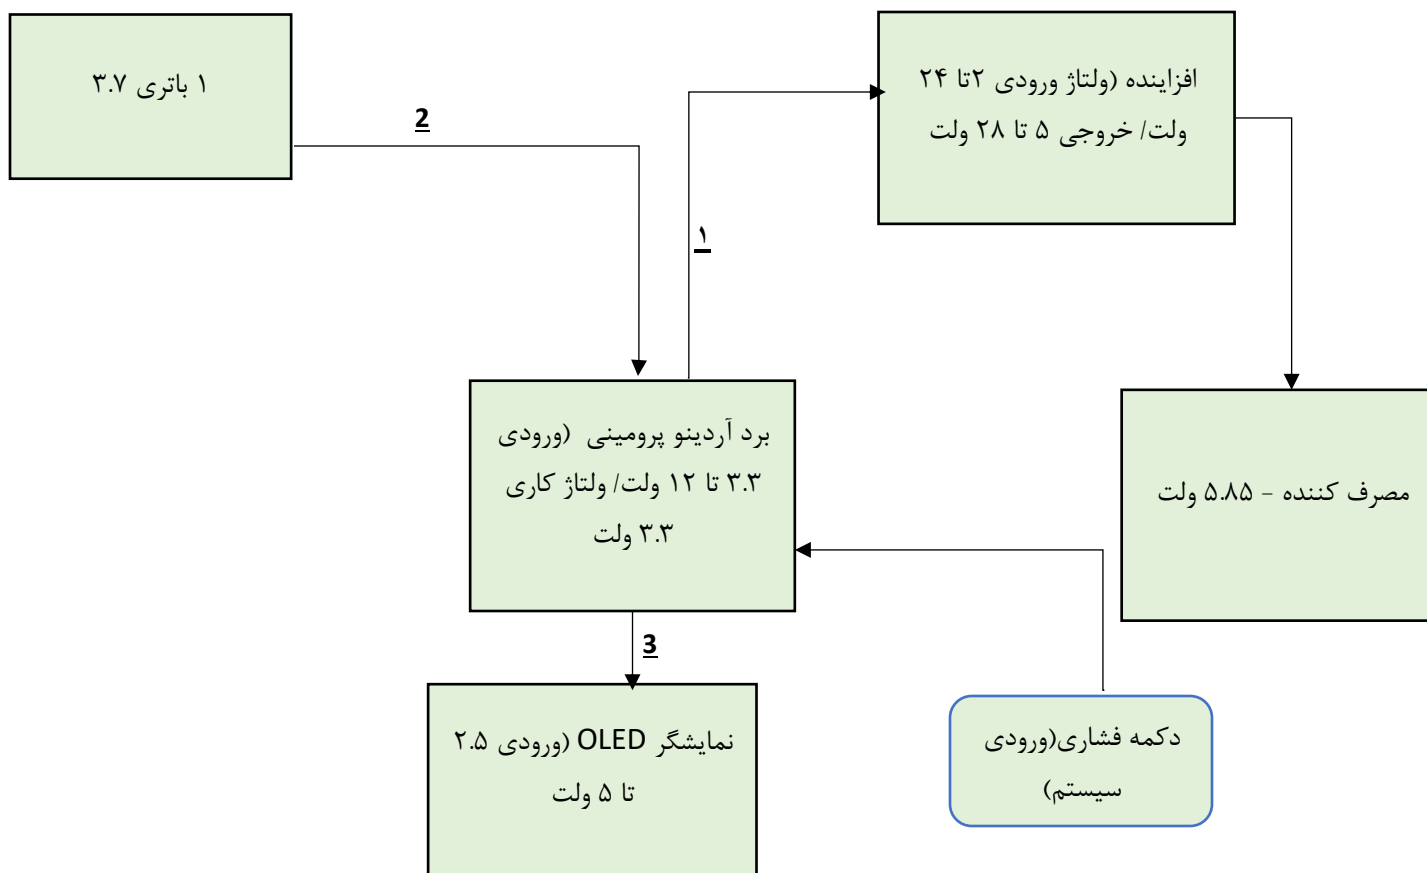 ۱ باتری ۳.۷
افزاینده (ولتاژ ورودی ۲تا ۲۴
ولت/ خروجی ۵ تا ۲۸ ولت
2
۱
برد آردینو پرومینی (ورودی
۳.۳ تا ۱۲ ولت/ ولتاژ کاری
۳.۳ ولت
مصرف کننده - ۵.۸۵ ولت
3
نمایشگر OLED (ورودی ۲.۵
تا ۵ ولت
دکمه فشاری(ورودی
سیستم)